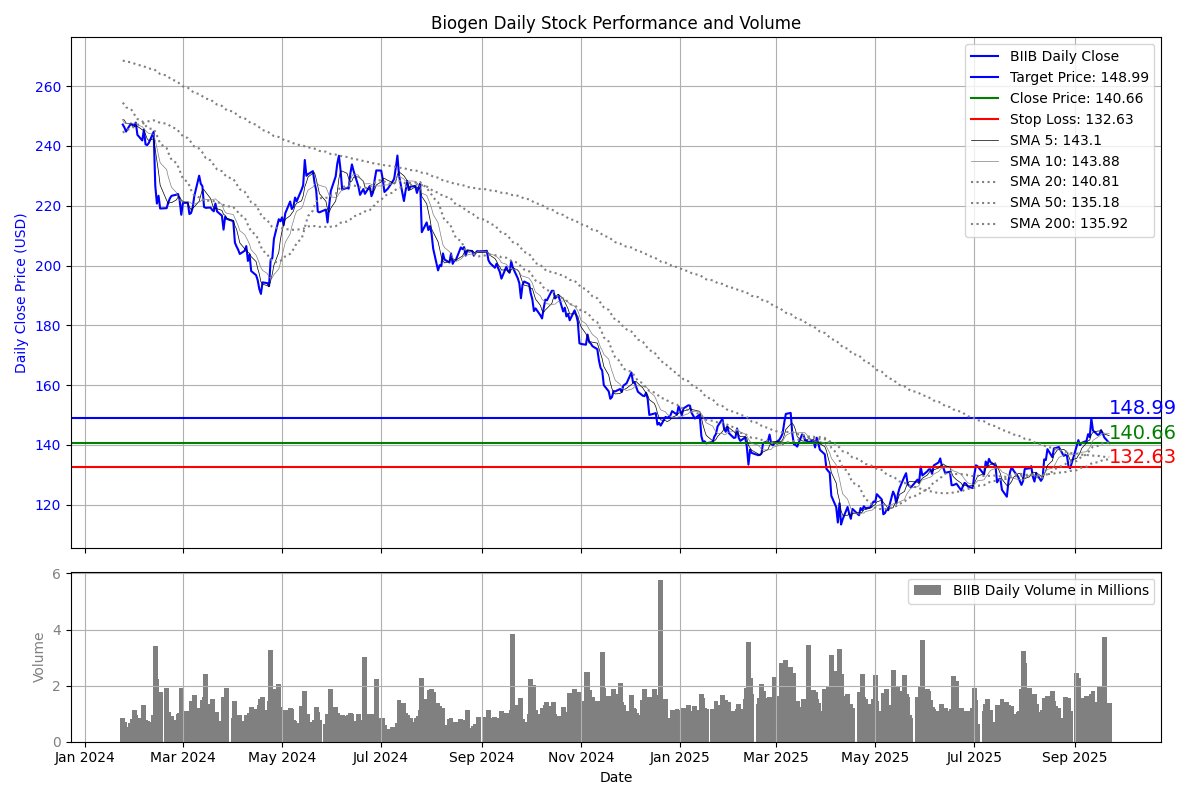 Biogen Daily Stock Performance and Volume
Daily Close Price (USD)
260
240
220
200
180
160
140
120
BIIB Daily Close
Target Price: 148.99
Close Price: 140.66
Stop Loss: 132.63
SMA 5: 143.1
SMA 10: 143.88
SMA 20: 140.81
SMA 50: 135.18
SMA 200: 135.92
148.99
140.66
132.63
Volume
6
4
2
0
BIIB Daily Volume in Millions
Jan 2024 Mar 2024 May 2024 Jul 2024 Sep 2024 Nov 2024 Jan 2025 Mar 2025 May 2025 Jul 2025 Sep 2025
Date